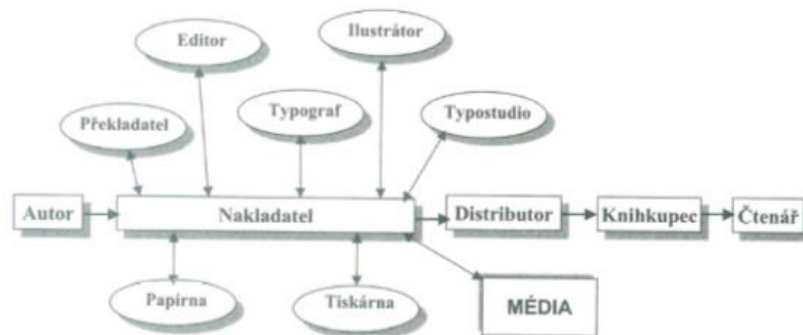 Ilustrátor
Editor
Typograf
Typostudio
Překladatel
Autor
Nakladatel
Distributor
Knihkupec
Čtenář
Papírna
Tiskárna
MÉDIA